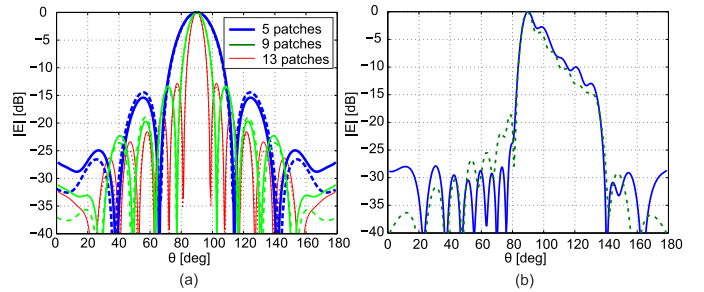 |E| [dB]
0
−5
−10
−15
−20
−25
−30
−35
−40
0 20 40 60 80 100 120 140 160 180
θ [deg]
5 patches
9 patches
13 patches
(a)
|E| [dB]
0
−5
−10
−15
−20
−25
−30
−35
−40
0 20 40 60 80 100 120 140 160 180
θ [deg]
(b)